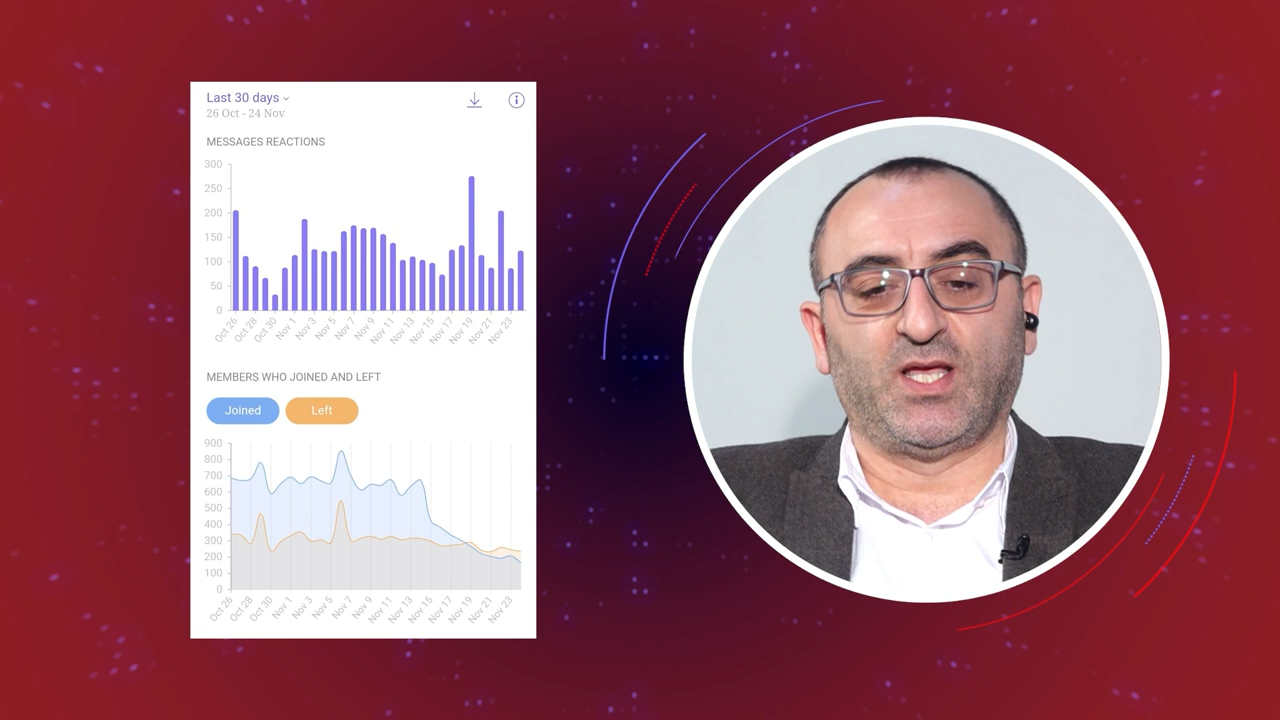 Last 30 days
26 Oct - 24 Nov
MESSAGES REACTIONS
300
250
200
150
100
50
0
Oct 26 Oct 28 Oct 30 Nov 1 Nov 3 Nov 5 Nov 7 Nov 9 Nov 11 Nov 13 Nov 15 Nov 17 Nov 19 Nov 21 Nov 23
MEMBERS WHO JOINED AND LEFT
Joined Left
900
800
700
600
500
400
300
200
100
0
Oct 26 Oct 28 Oct 30 Nov 1 Nov 3 Nov 5 Nov 7 Nov 9 Nov 11 Nov 13 Nov 15 Nov 17 Nov 19 Nov 21 Nov 23